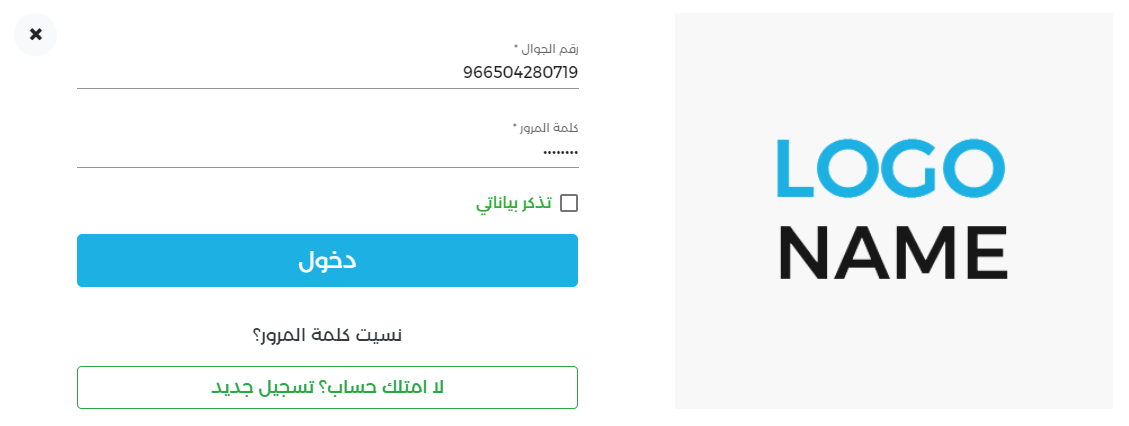 رقم الجوال *
966504280719
كلمة المرور *
••••••••
تذكر بياناتي
دخول
نسيت كلمة المرور؟
لا امتلك حساب؟ تسجيل جديد
LOGO
NAME